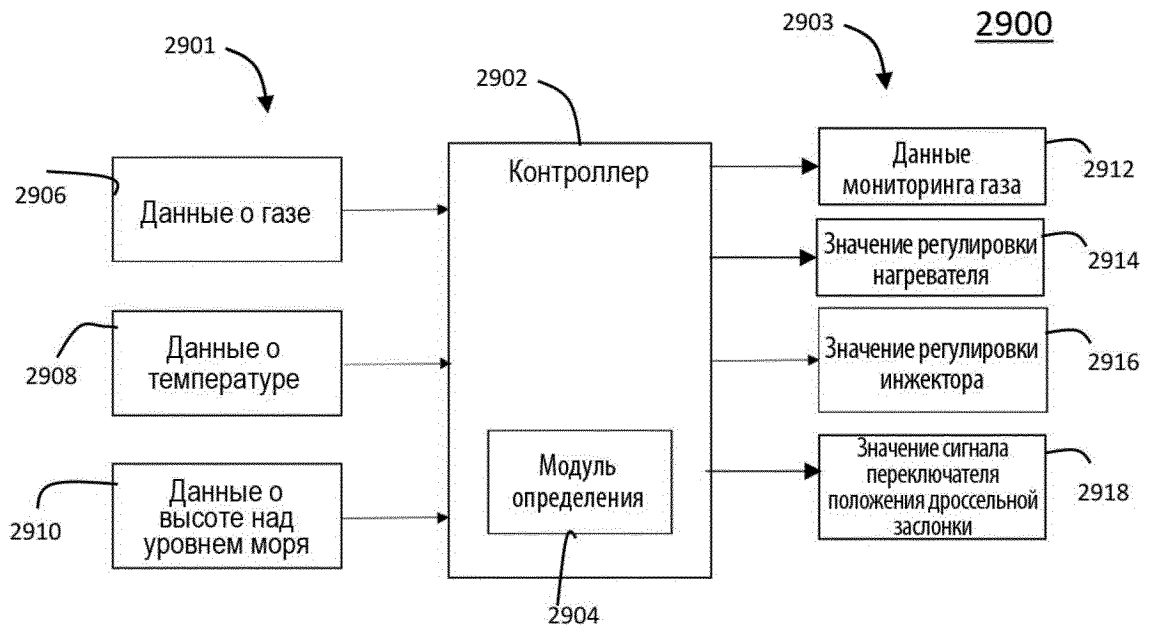 2900
2901
2903
2902
2906
Данные о газе
2908
Данные о
температуре
2910
Данные о
высоте над
уровнем моря
Контроллер
Модуль
определения
2904
Данные
мониторинга газа
2912
Значение регулировки
нагревателя
2914
Значение регулировки
инжектора
2916
Значение сигнала
переключателя
положения дроссельной
заслонки
2918